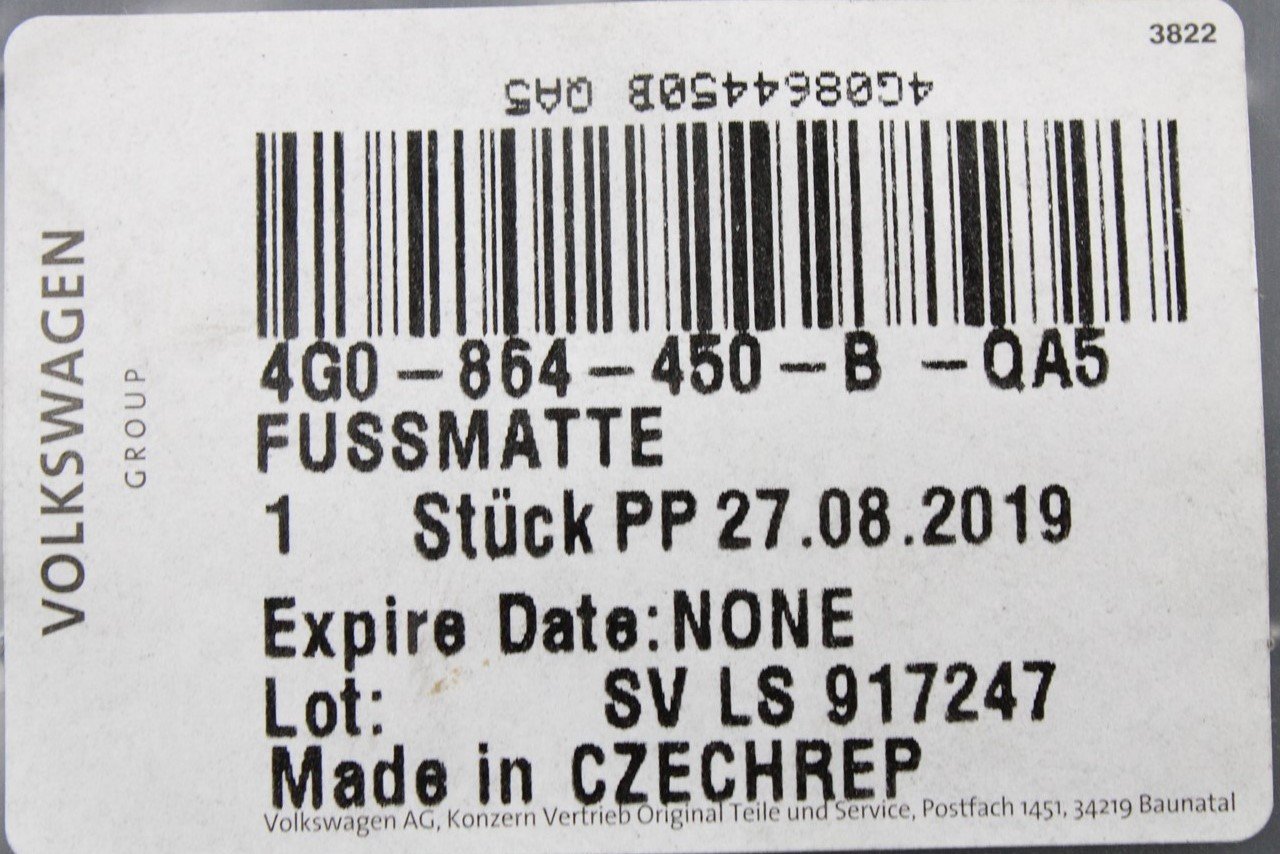 3822
4G0864450B QA5
4G0-864-450-B -QA5
FUSSMATTE
1 Stück PP 27.08.2019
Expire Date:NONE
Lot: SV LS 917247
Made in CZECHREP
Volkswagen AG, Konzern Vertrieb Original Teile und Service, Postfach 1451, 34219 Baunatal
VOLKSWAGEN
GROUP